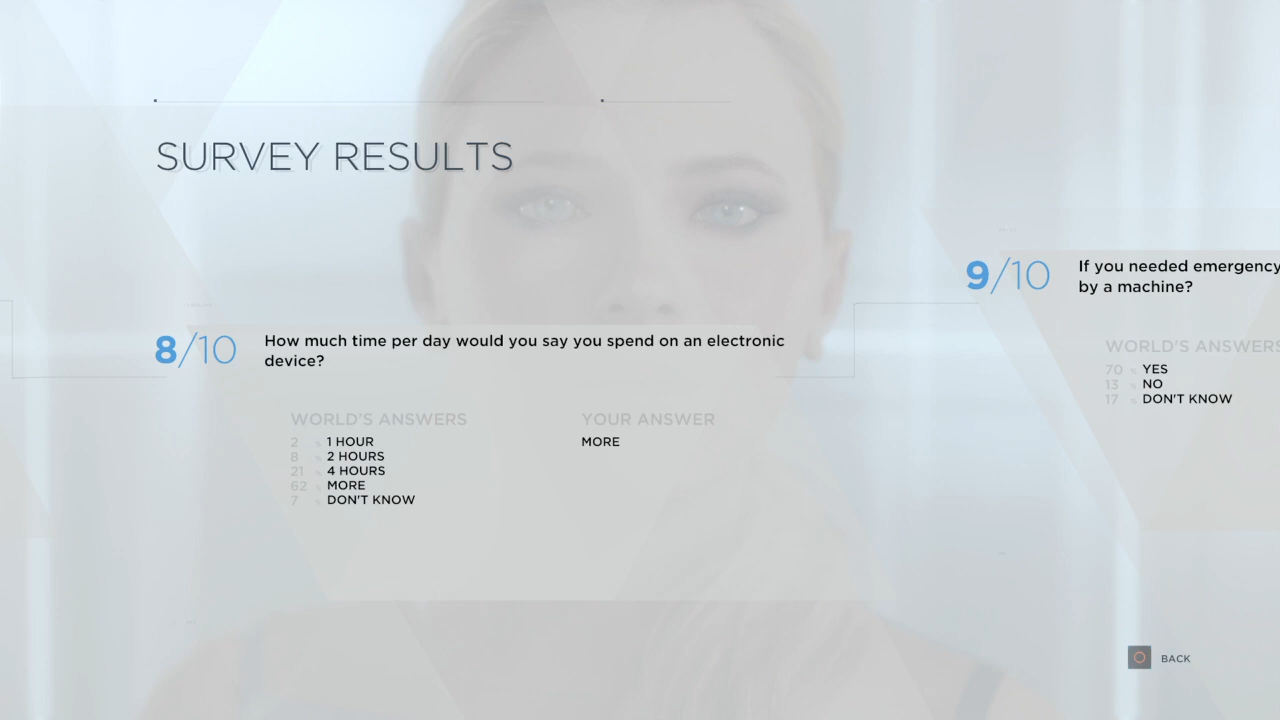 SURVEY RESULTS
8/10
How much time per day would you say you spend on an electronic
device?
WORLD'S ANSWERS
2 % 1 HOUR
8 % 2 HOURS
21 % 4 HOURS
62 % MORE
7 % DON'T KNOW
YOUR ANSWER
MORE
9/10
If you needed emergency
by a machine?
WORLD'S ANSWERS
70 % YES
13 % NO
17 % DON'T KNOW
BACK